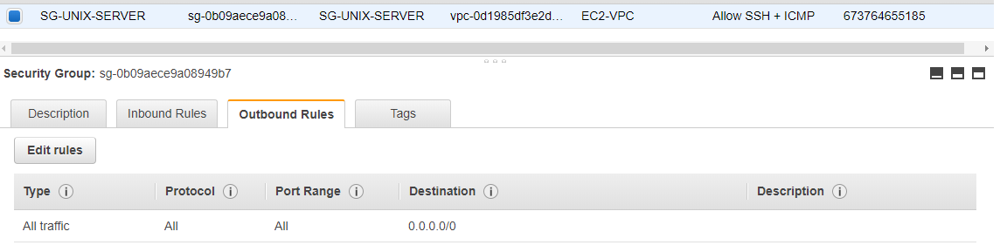 SG-UNIX-SERVER sg-0b09aece9a08... SG-UNIX-SERVER vpc-0d1985df3e2d... EC2-VPC Allow SSH + ICMP 673764655185
Security Group: sg-0b09aece9a08949b7
Description Inbound Rules Outbound Rules Tags
Edit rules
Type Protocol Port Range Destination Description
All traffic All All 0.0.0.0/0